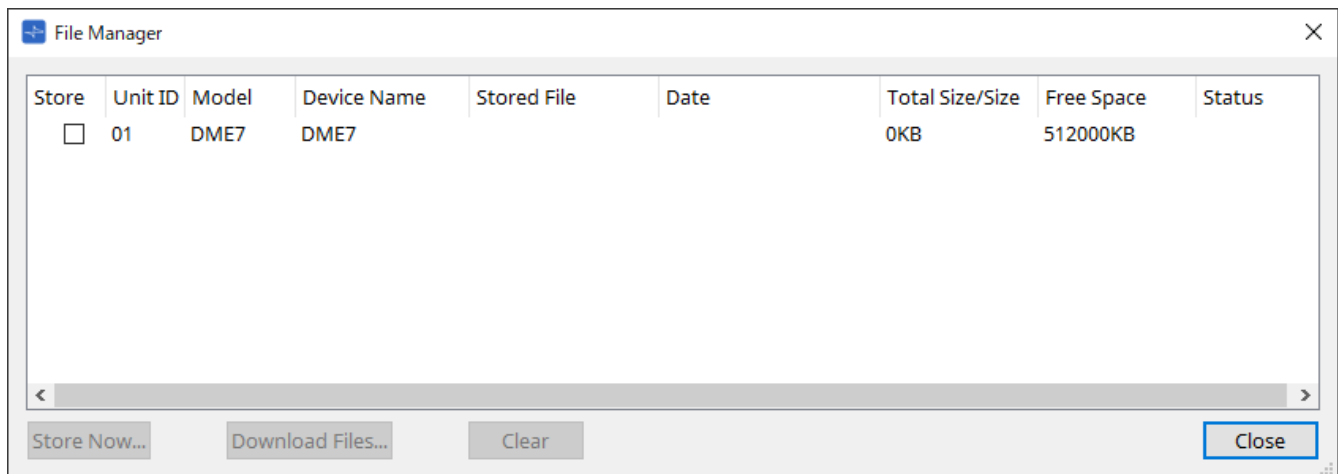 File Manager
Store Unit ID Model Device Name Stored File Date Total Size/Size Free Space Status
01 DME7 DME7 0KB 512000KB
Store Now... Download Files... Clear Close